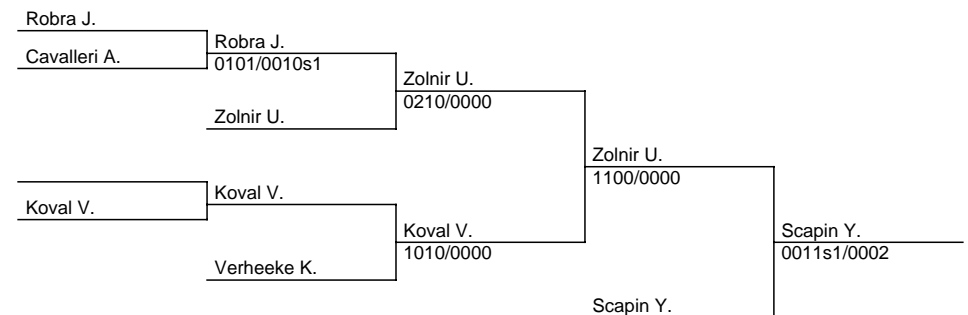 Robra J.
Cavalleri A.
Robra J.
0101/0010s1
Zolnir U.
Zolnir U.
0210/0000
Koval V.
Koval V.
Verheeke K.
Koval V.
1010/0000
Zolnir U.
1100/0000
Scapin Y.
Scapin Y.
0011s1/0002